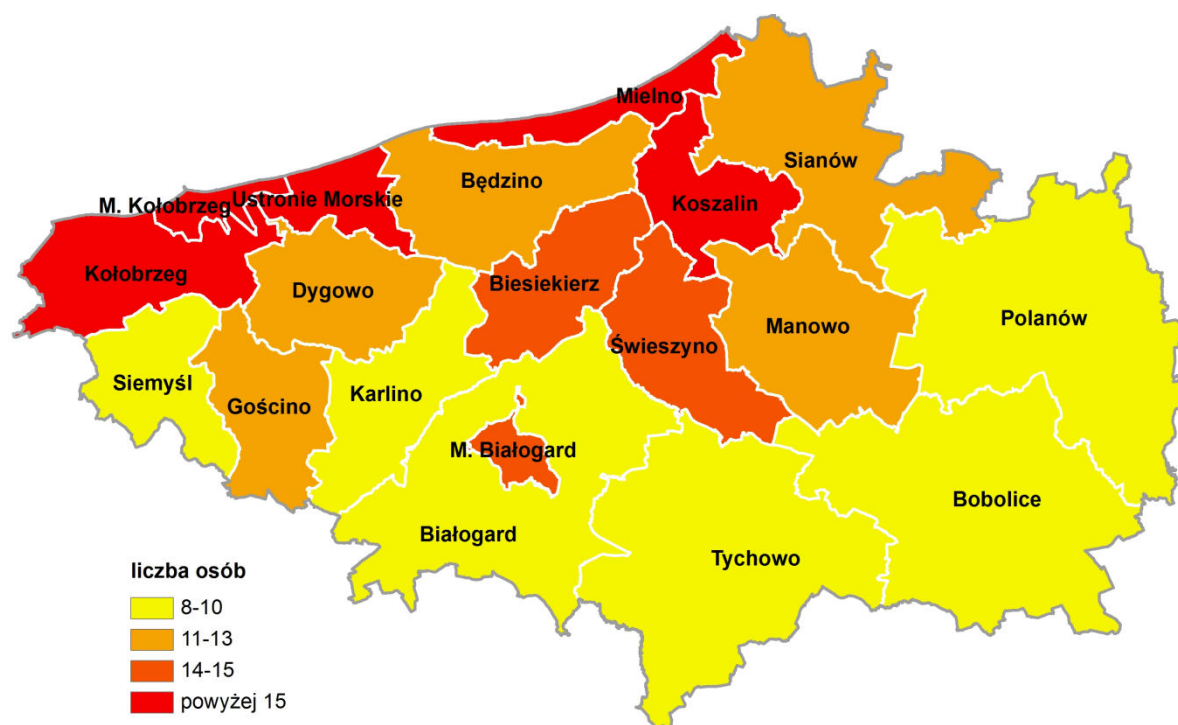 Mielno
Sianów
Będzino
M. Kołobrzeg
Ustronie Morskie
Koszalin
Kołobrzeg
Dygowo
Biesiekierz
Manowo
Polanów
Świeszyno
Siemyśl
Karlino
Gościno
M. Białogard
Bobolice
Białogard
Tychowo
liczba osób
8-10
11-13
14-15
powyżej 15